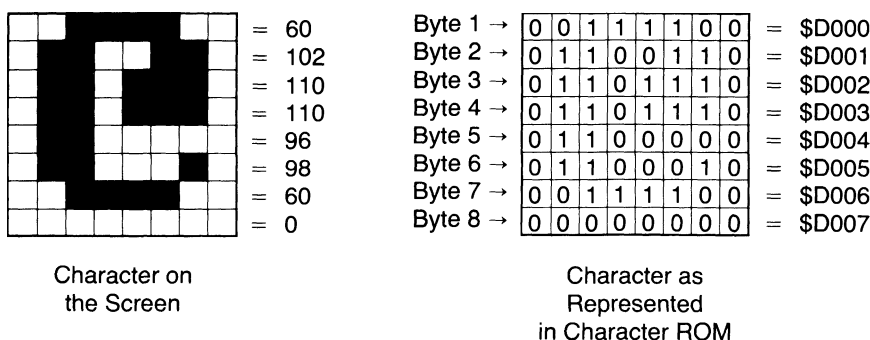 = 60 Byte 1 → 0 0 1 1 1 1 0 0 = $D000
= 102 Byte 2 → 0 1 1 0 0 1 1 0 = $D001
= 110 Byte 3 → 0 1 1 0 1 1 1 0 = $D002
= 110 Byte 4 → 0 1 1 0 1 1 1 0 = $D003
= 96 Byte 5 → 0 1 1 0 0 0 0 0 = $D004
= 98 Byte 6 → 0 1 1 0 0 0 1 0 = $D005
= 60 Byte 7 → 0 0 1 1 1 1 0 0 = $D006
= 0 Byte 8 → 0 0 0 0 0 0 0 0 = $D007
Character on
the Screen
Character as
Represented
in Character ROM